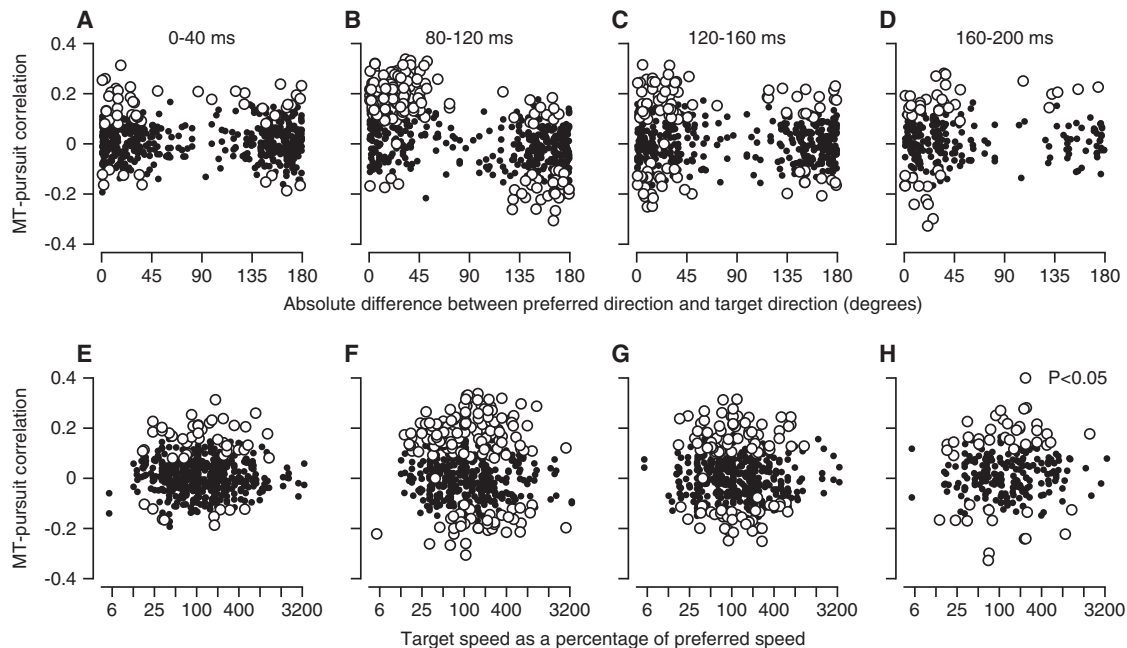 A B C D
0-40 ms 80-120 ms 120-160 ms 160-200 ms
MT-pursuit correlation
0.4
0.2
0
-0.2
-0.4
0 45 90 135 180 0 45 90 135 180 0 45 90 135 180 0 45 90 135 180
Absolute difference between preferred direction and target direction (degrees)
E F G H
P<0.05
MT-pursuit correlation
0.4
0.2
0
-0.2
-0.4
6 25 100 400 3200 6 25 100 400 3200 6 25 100 400 3200 6 25 100 400 3200
Target speed as a percentage of preferred speed